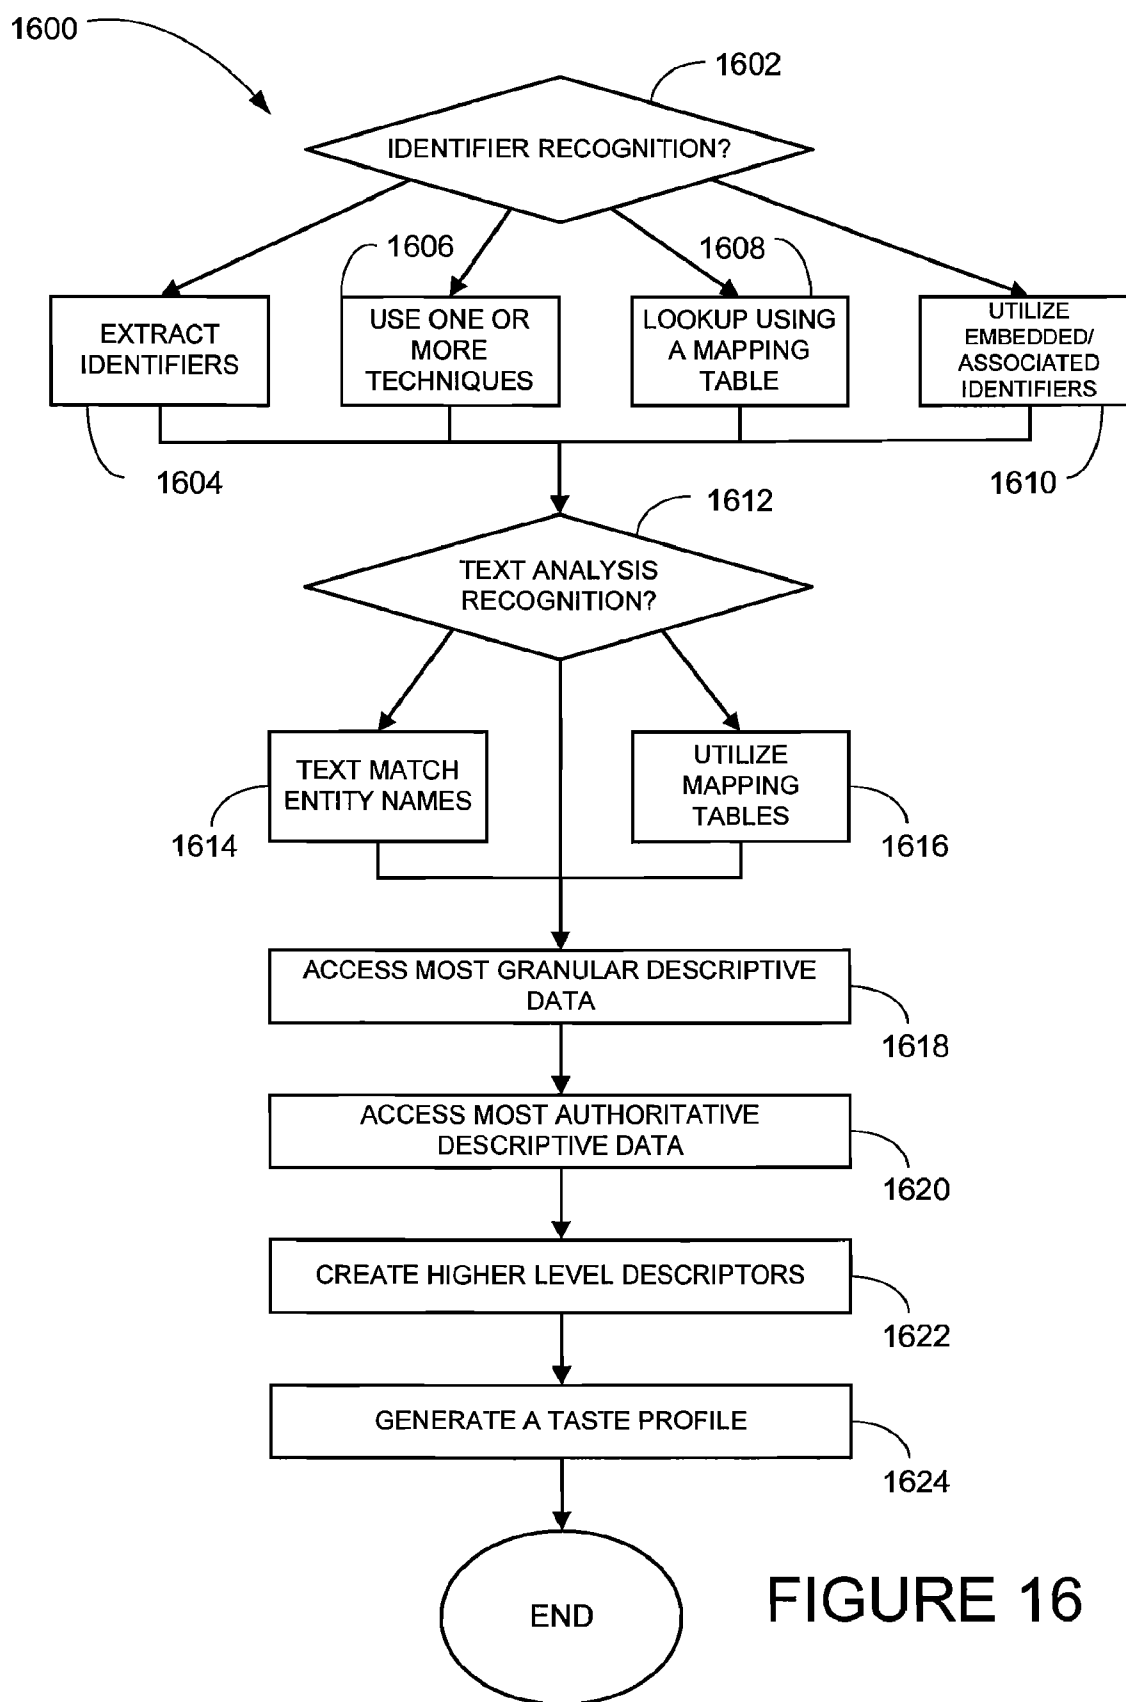 1600
1602
IDENTIFIER RECOGNITION?
1606
1608
EXTRACT
IDENTIFIERS
USE ONE OR
MORE
TECHNIQUES
LOOKUP USING
A MAPPING
TABLE
UTILIZE
EMBEDDED/
ASSOCIATED
IDENTIFIERS
1604
1610
1612
TEXT ANALYSIS
RECOGNITION?
TEXT MATCH
ENTITY NAMES
UTILIZE
MAPPING
TABLES
1614
1616
ACCESS MOST GRANULAR DESCRIPTIVE
DATA
1618
ACCESS MOST AUTHORITATIVE
DESCRIPTIVE DATA
1620
CREATE HIGHER LEVEL DESCRIPTORS
1622
GENERATE A TASTE PROFILE
1624
END
FIGURE 16